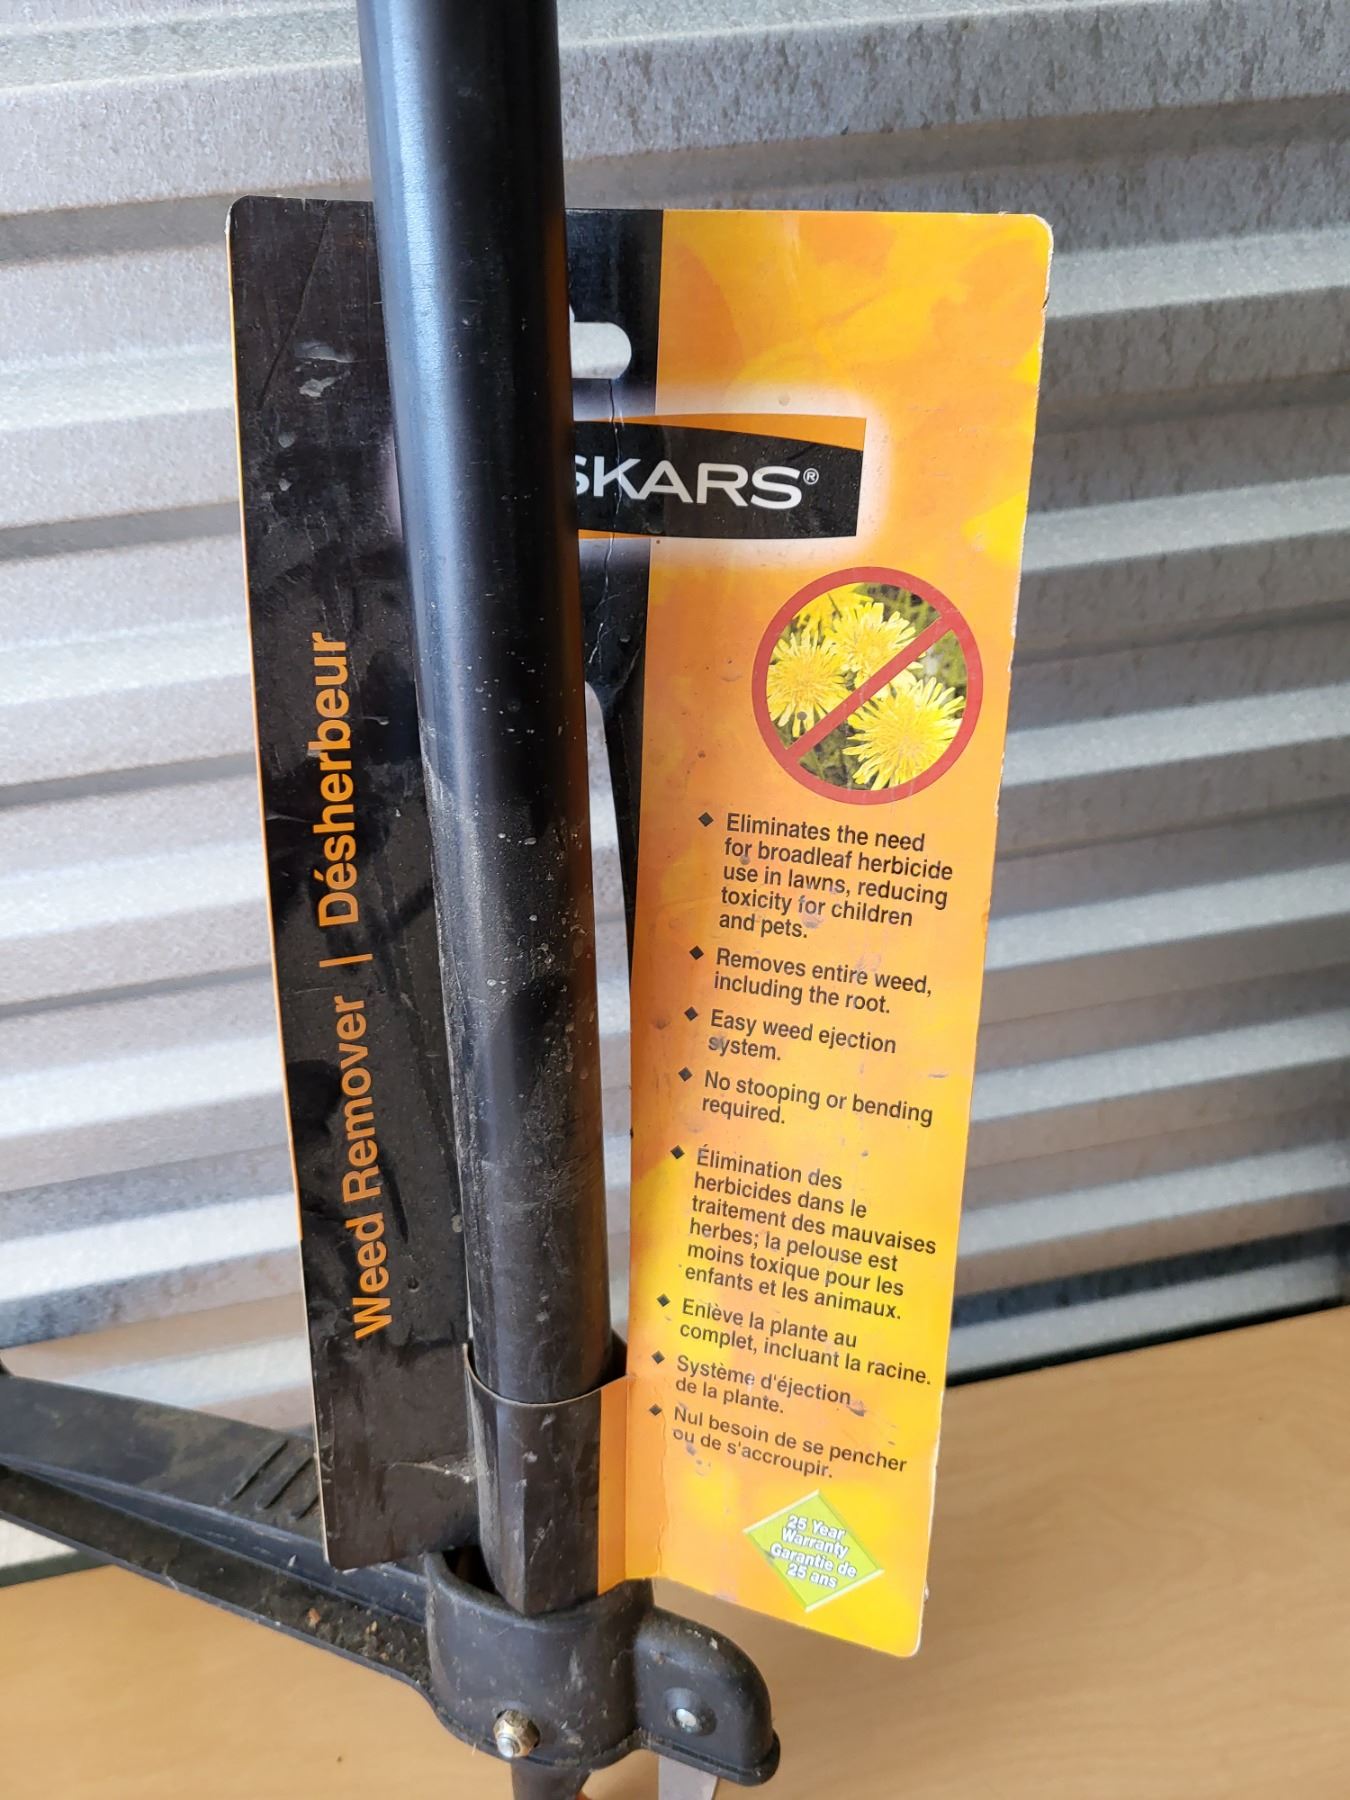 SKARS®
Weed Remover | Désherbeur
◆ Eliminates the need
for broadleaf herbicide
use in lawns, reducing
toxicity for children
and pets.
◆ Removes entire weed,
including the root.
◆ Easy weed ejection
system.
◆ No stooping or bending
required.
◆ Élimination des
herbicides dans le
traitement des mauvaises
herbes; la pelouse est
moins toxique pour les
enfants et les animaux.
◆ Enlève la plante au
complet, incluant la racine.
◆ Système d'éjection
de la plante.
◆ Nul besoin de se pencher
ou de s'accroupir.
25 Year
Warranty
Garantie de
25 ans